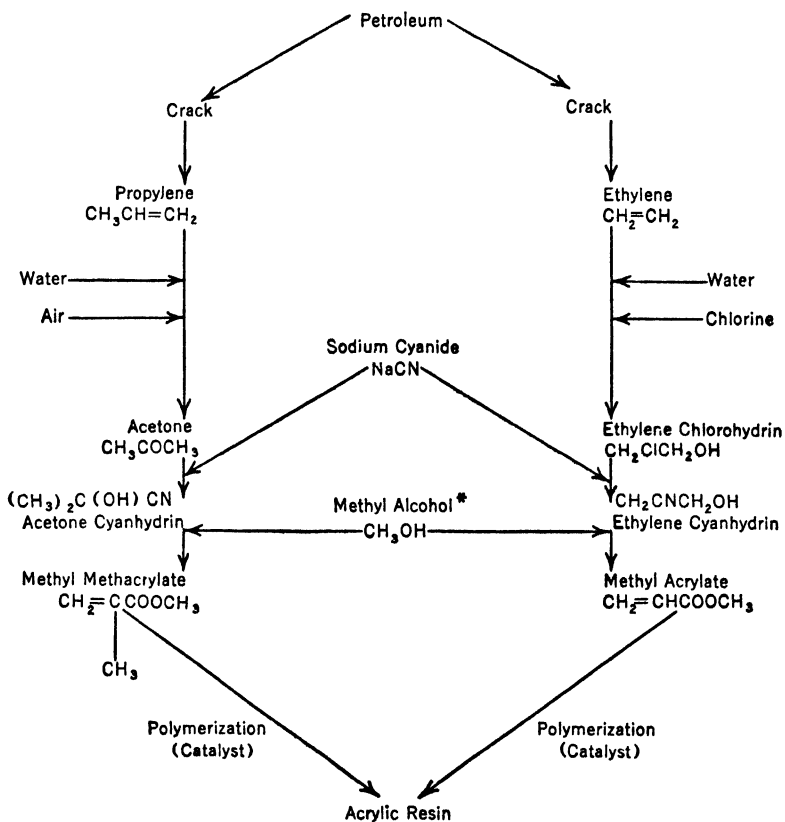 Petroleum
Crack
Crack
Propylene
CH₃CH=CH₂
Ethylene
CH₂=CH₂
Water
Water
Air
Chlorine
Sodium Cyanide
NaCN
Acetone
CH₃COCH₃
Ethylene Chlorohydrin
CH₂ClCH₂OH
(CH₃)₂C(OH)CN
Acetone Cyanhydrin
Methyl Alcohol*
CH₃OH
CH₂CNCH₂OH
Ethylene Cyanhydrin
Methyl Methacrylate
CH₂=CCOOCH₃
CH₃
Methyl Acrylate
CH₂=CHCOOCH₃
Polymerization
(Catalyst)
Polymerization
(Catalyst)
Acrylic Resin